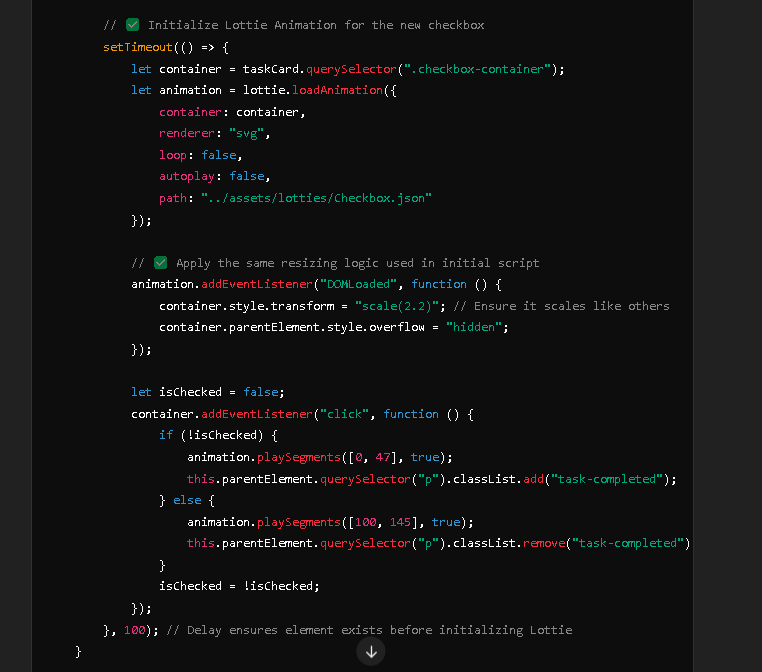 // ✅ Initialize Lottie Animation for the new checkbox
setTimeout(() => {
let container = taskCard.querySelector(".checkbox-container");
let animation = lottie.loadAnimation({
container: container,
renderer: "svg",
loop: false,
autoplay: false,
path: "../assets/lotties/Checkbox.json"
});
// ✅ Apply the same resizing logic used in initial script
animation.addEventListener("DOMLoaded", function () {
container.style.transform = "scale(2.2)"; // Ensure it scales like others
container.parentElement.style.overflow = "hidden";
});
let isChecked = false;
container.addEventListener("click", function () {
if (!isChecked) {
animation.playSegments([0, 47], true);
this.parentElement.querySelector("p").classList.add("task-completed");
} else {
animation.playSegments([100, 145], true);
this.parentElement.querySelector("p").classList.remove("task-completed")
}
isChecked = !isChecked;
});
}, 100); // Delay ensures element exists before initializing Lottie
}